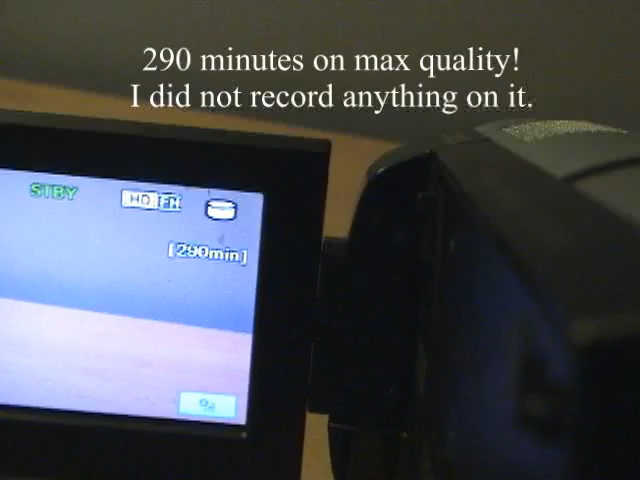 290 minutes on max quality!
I did not record anything on it.
STBY HD FH
[290min]